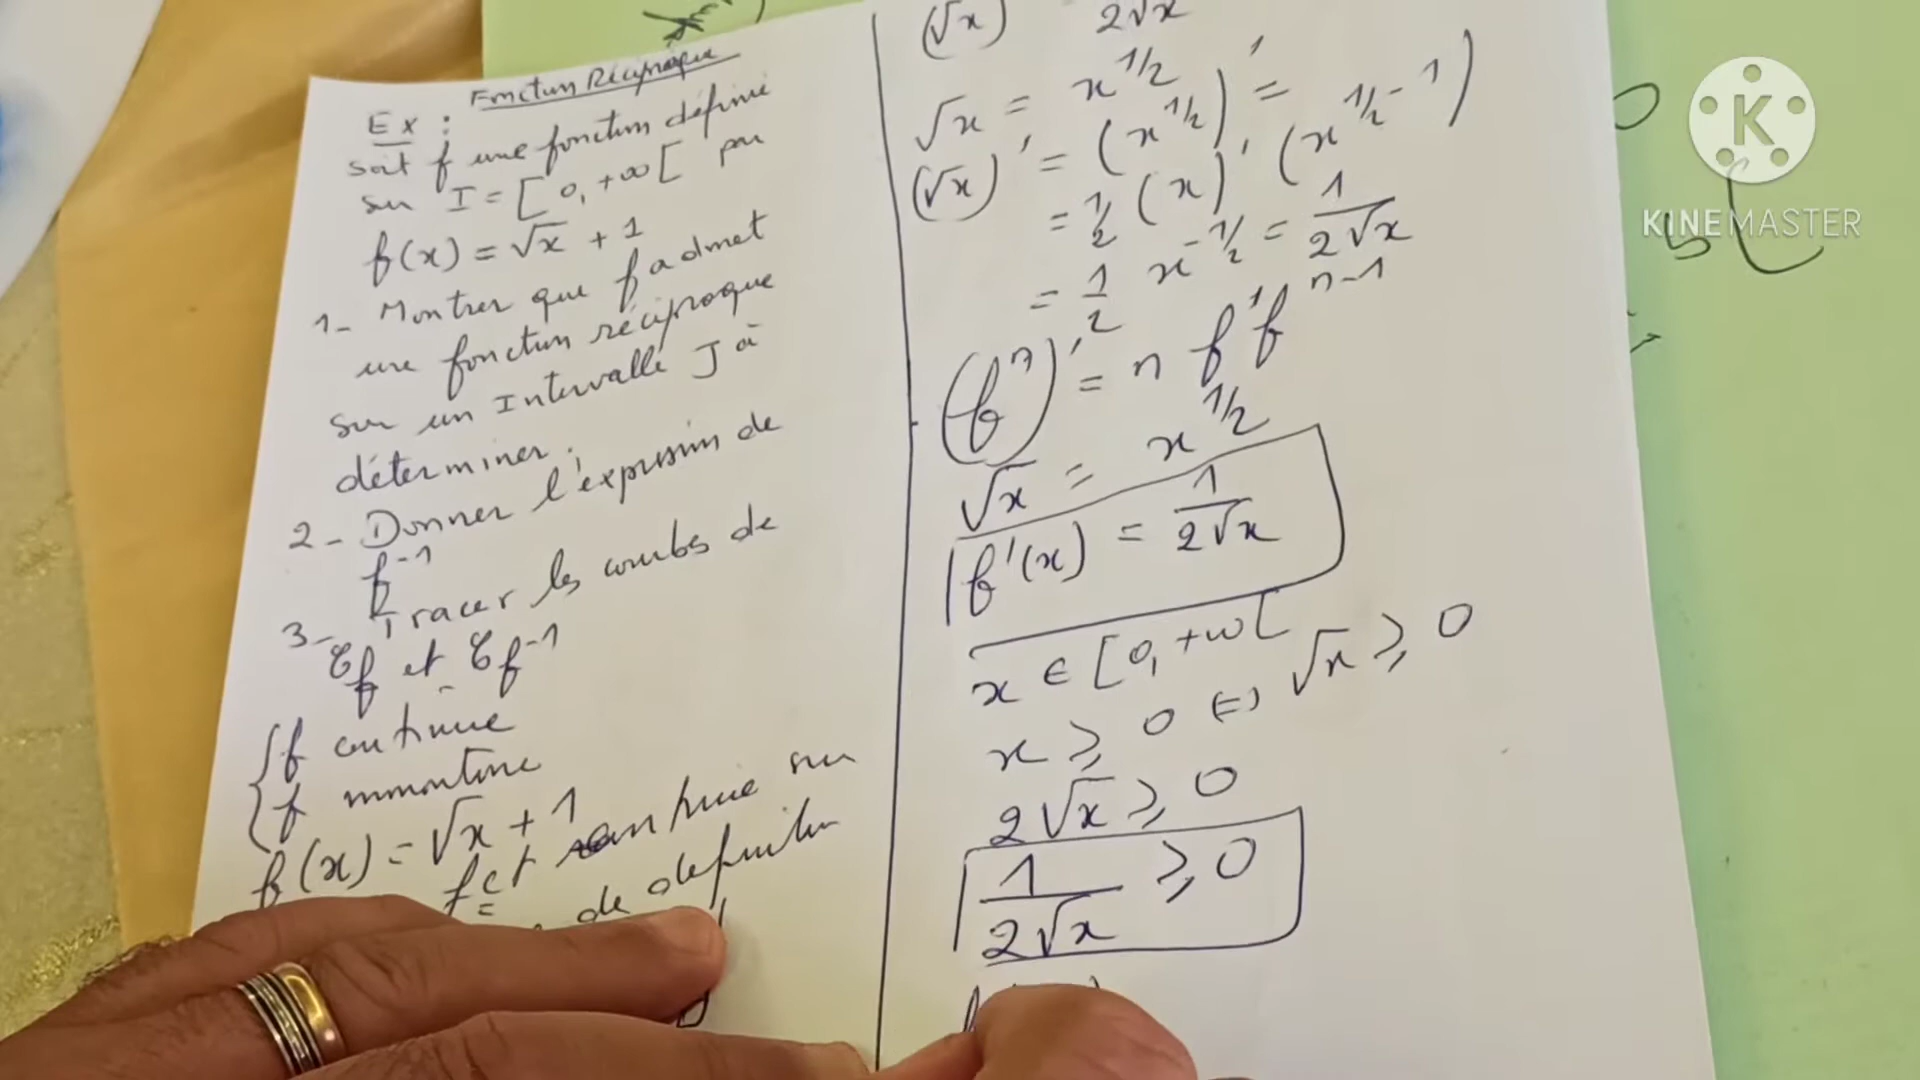 Fonction Réciproque
Ex :
soit f une fonction définie
sur I = [0, +∞[ par
f(x) = √x + 1
1- Montrer que f admet
une fonction réciproque
sur un Intervalle J à
déterminer.
2- Donner l'expression de
f⁻¹
3- Tracer les courbes de
𝒞f et 𝒞f⁻¹
{ f continue
{ f monotone
f(x) = √x + 1
fct continue sur
de definition
(√x) 2√x
√x = x^1/2
(√x)' = (x^1/2)' =
= 1/2 (x)' (x^1/2 - 1)
= 1/2 x^-1/2 = 1/(2√x)
(fⁿ)' = n f' f^n-1
√x = x^1/2
f'(x) = 1/(2√x)
x ∈ [0, +∞[
x ≥ 0 ⇔ √x ≥ 0
2√x ≥ 0
1/(2√x) ≥ 0
K
KINEMASTER